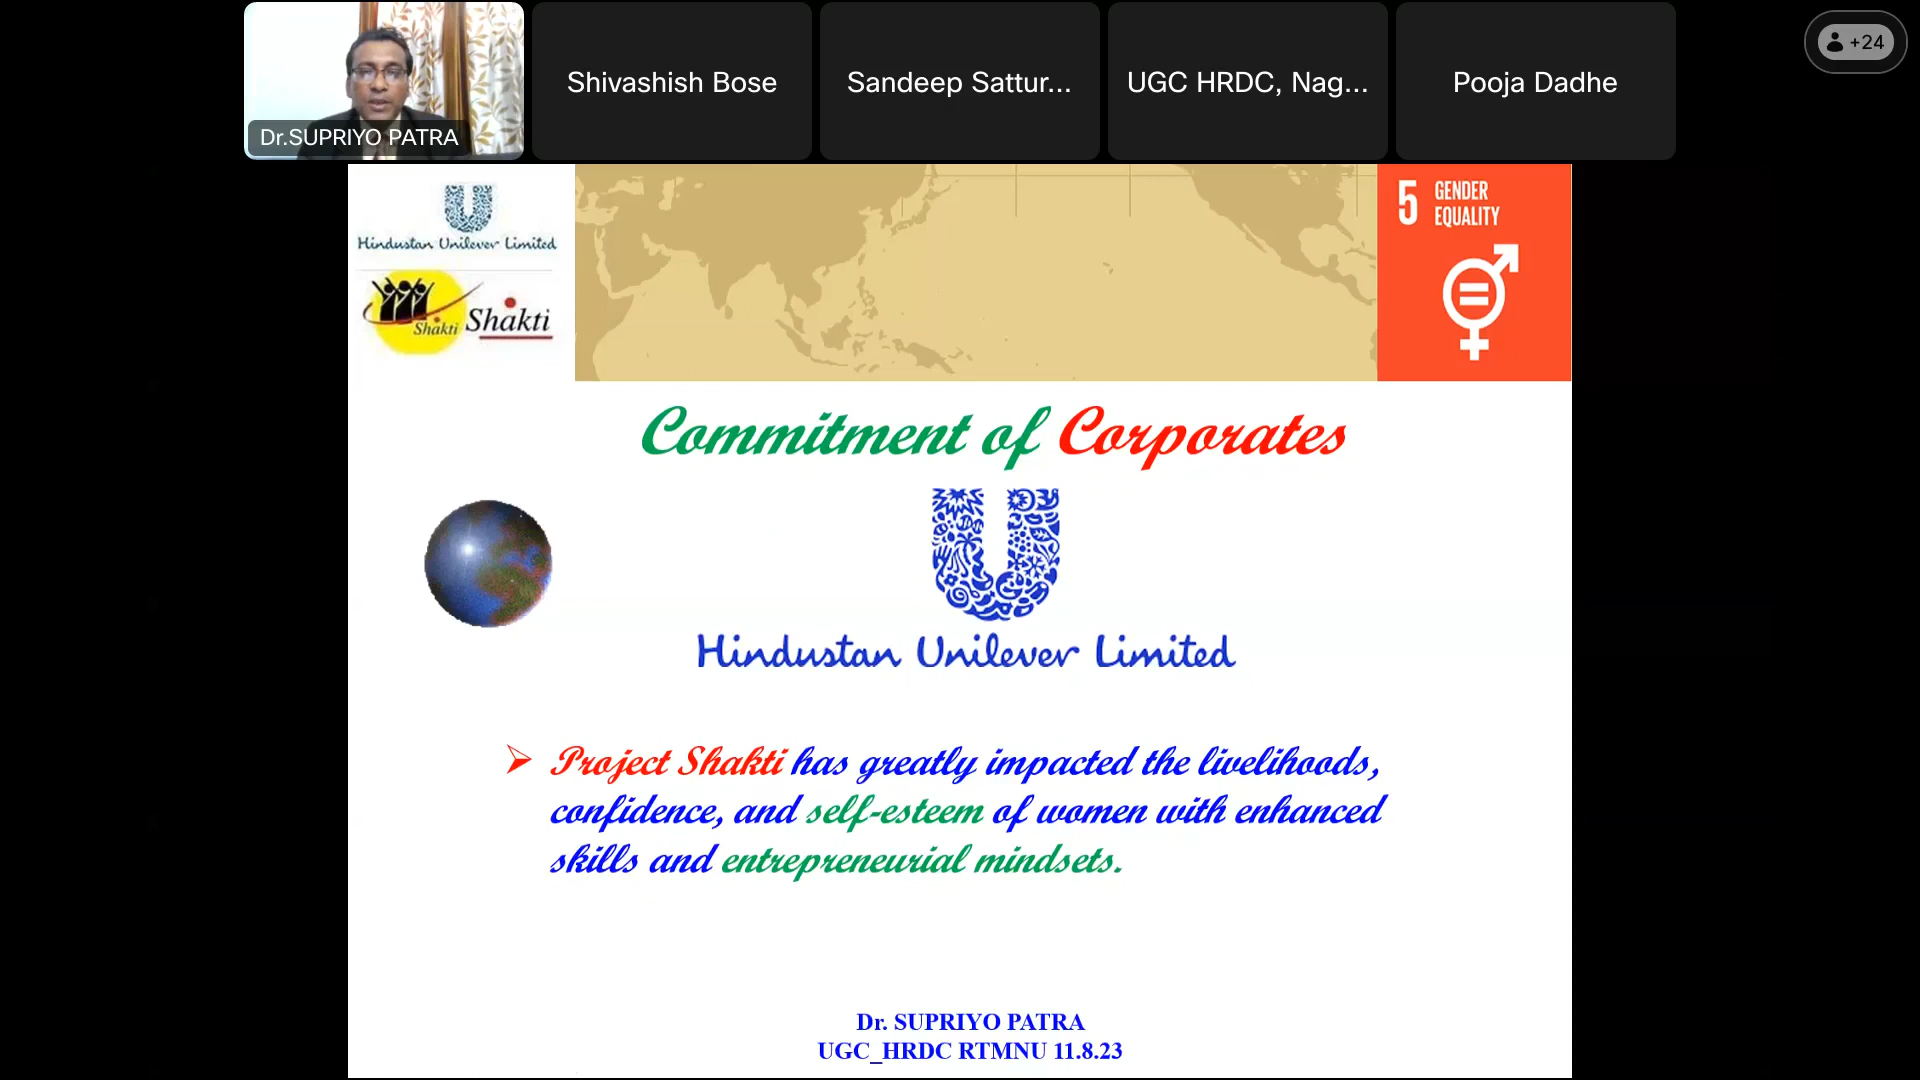 Dr.SUPRIYO PATRA
Shivashish Bose
Sandeep Sattur...
UGC HRDC, Nag...
Pooja Dadhe
+24
Hindustan Unilever Limited
Shakti
Shakti
5 GENDER
EQUALITY
Commitment of Corporates
Hindustan Unilever Limited
➢ Project Shakti has greatly impacted the livelihoods,
confidence, and self-esteem of women with enhanced
skills and entrepreneurial mindsets.
Dr. SUPRIYO PATRA
UGC_HRDC RTMNU 11.8.23